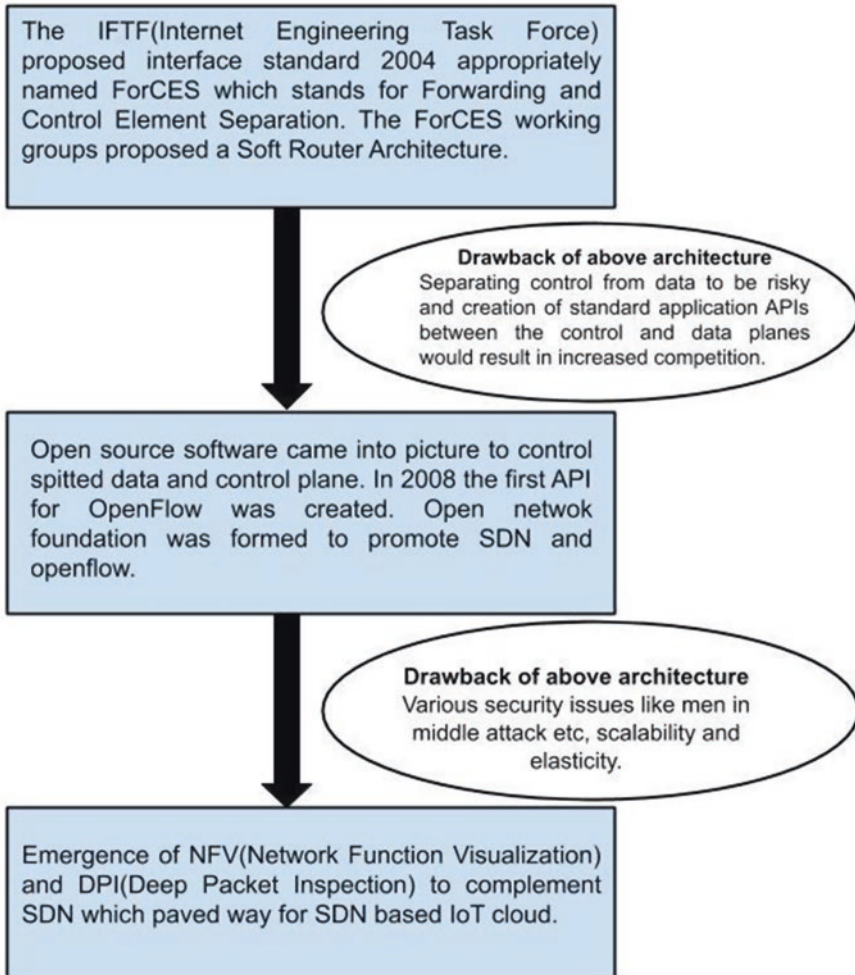 The IFTF(Internet Engineering Task Force)
proposed interface standard 2004 appropriately
named ForCES which stands for Forwarding and
Control Element Separation. The ForCES working
groups proposed a Soft Router Architecture.
Drawback of above architecture
Separating control from data to be risky
and creation of standard application APIs
between the control and data planes
would result in increased competition.
Open source software came into picture to control
spitted data and control plane. In 2008 the first API
for OpenFlow was created. Open netwok
foundation was formed to promote SDN and
openflow.
Drawback of above architecture
Various security issues like men in
middle attack etc, scalability and
elasticity.
Emergence of NFV(Network Function Visualization)
and DPI(Deep Packet Inspection) to complement
SDN which paved way for SDN based IoT cloud.